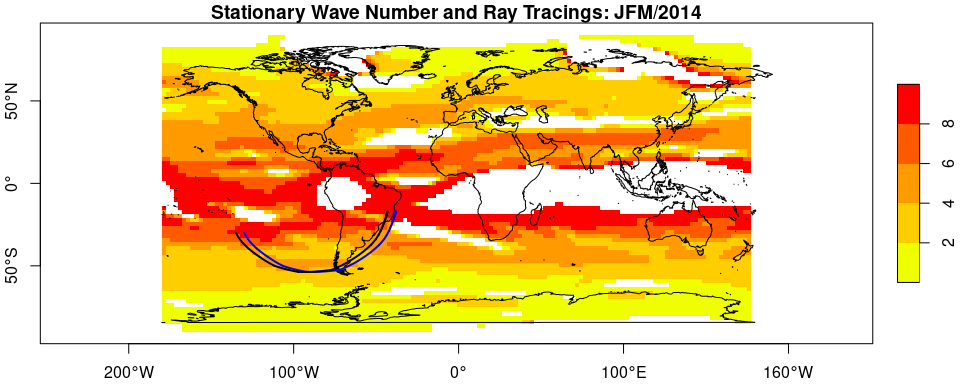 Stationary Wave Number and Ray Tracings: JFM/2014
50°N
0°
50°S
200°W
100°W
0°
100°E
160°W
8
6
4
2